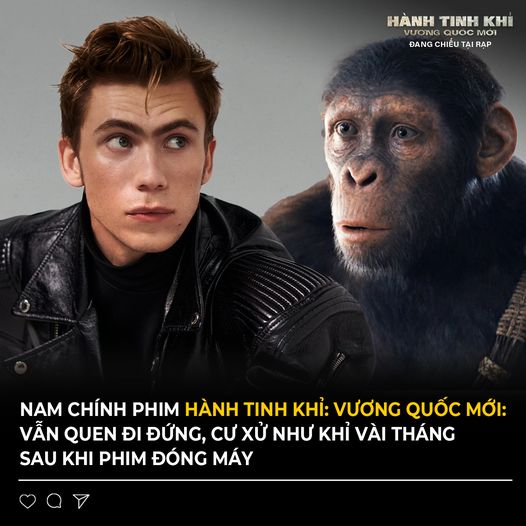 HÀNH TINH KHỈ
VƯƠNG QUỐC MỚI
ĐANG CHIẾU TẠI RẠP
NAM CHÍNH PHIM HÀNH TINH KHỈ: VƯƠNG QUỐC MỚI:
VẪN QUEN ĐI ĐỨNG, CƯ XỬ NHƯ KHỈ VÀI THÁNG
SAU KHI PHIM ĐÓNG MÁY